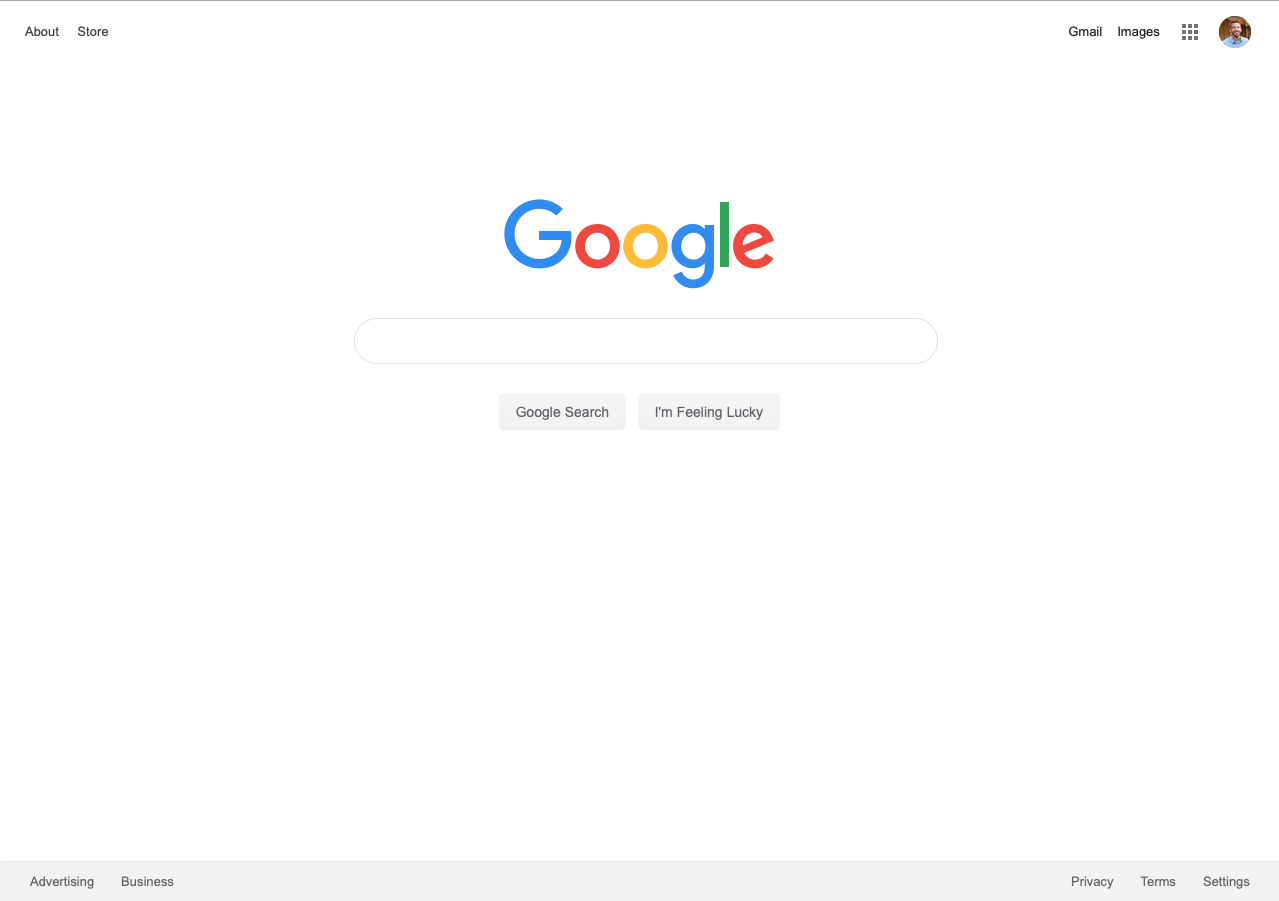 About Store Gmail Images
Google
Google Search I'm Feeling Lucky
Advertising Business Privacy Terms Settings